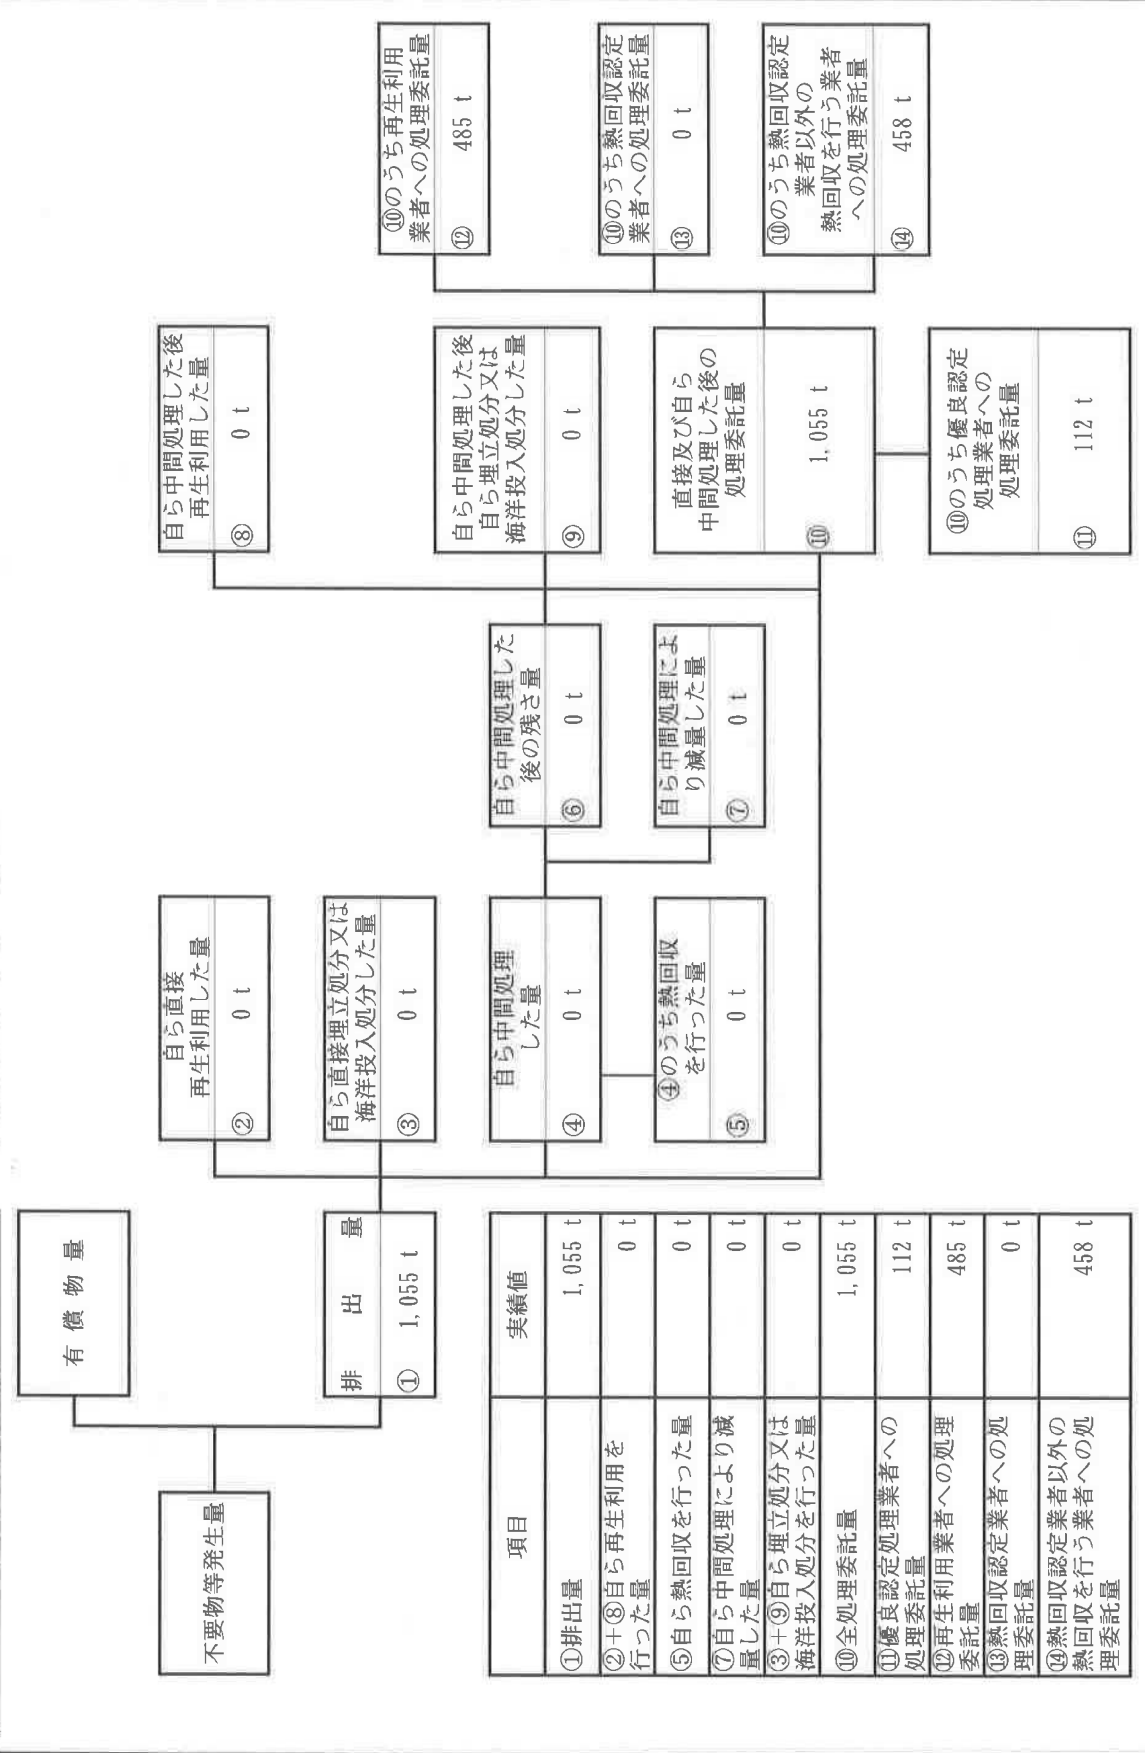 不要物等発生量
有償物量
排出量
① 1,055 t
自ら直接
再生利用した量
② 0 t
自ら直接埋立処分又は
海洋投入処分した量
③ 0 t
自ら中間処理
した量
④ 0 t
④のうち熱回収
を行った量
⑤ 0 t
自ら中間処理した
後の残さ量
⑥ 0 t
自ら中間処理によ
り減量した量
⑦ 0 t
自ら中間処理した後
再生利用した量
⑧ 0 t
自ら中間処理した後
自ら埋立処分又は
海洋投入処分した量
⑨ 0 t
直接及び自ら
中間処理した後の
処理委託量
⑩ 1,055 t
⑩のうち優良認定
処理業者への
処理委託量
⑪ 112 t
⑩のうち再生利用
業者への処理委託量
⑫ 485 t
⑩のうち熱回収認定
業者への処理委託量
⑬ 0 t
⑩のうち熱回収認定
業者以外の
熱回収を行う業者
への処理委託量
⑭ 458 t
項目 実績値
①排出量 1,055 t
②+⑧自ら再生利用を
行った量 0 t
⑤自ら熱回収を行った量 0 t
⑦自ら中間処理により減
量した量 0 t
③+⑨自ら埋立処分又は
海洋投入処分を行った量 0 t
⑩全処理委託量 1,055 t
⑪優良認定処理業者への
処理委託量 112 t
⑫再生利用業者への処理
委託量 485 t
⑬熱回収認定業者への処
理委託量 0 t
⑭熱回収認定業者以外の
熱回収を行う業者への処
理委託量 458 t